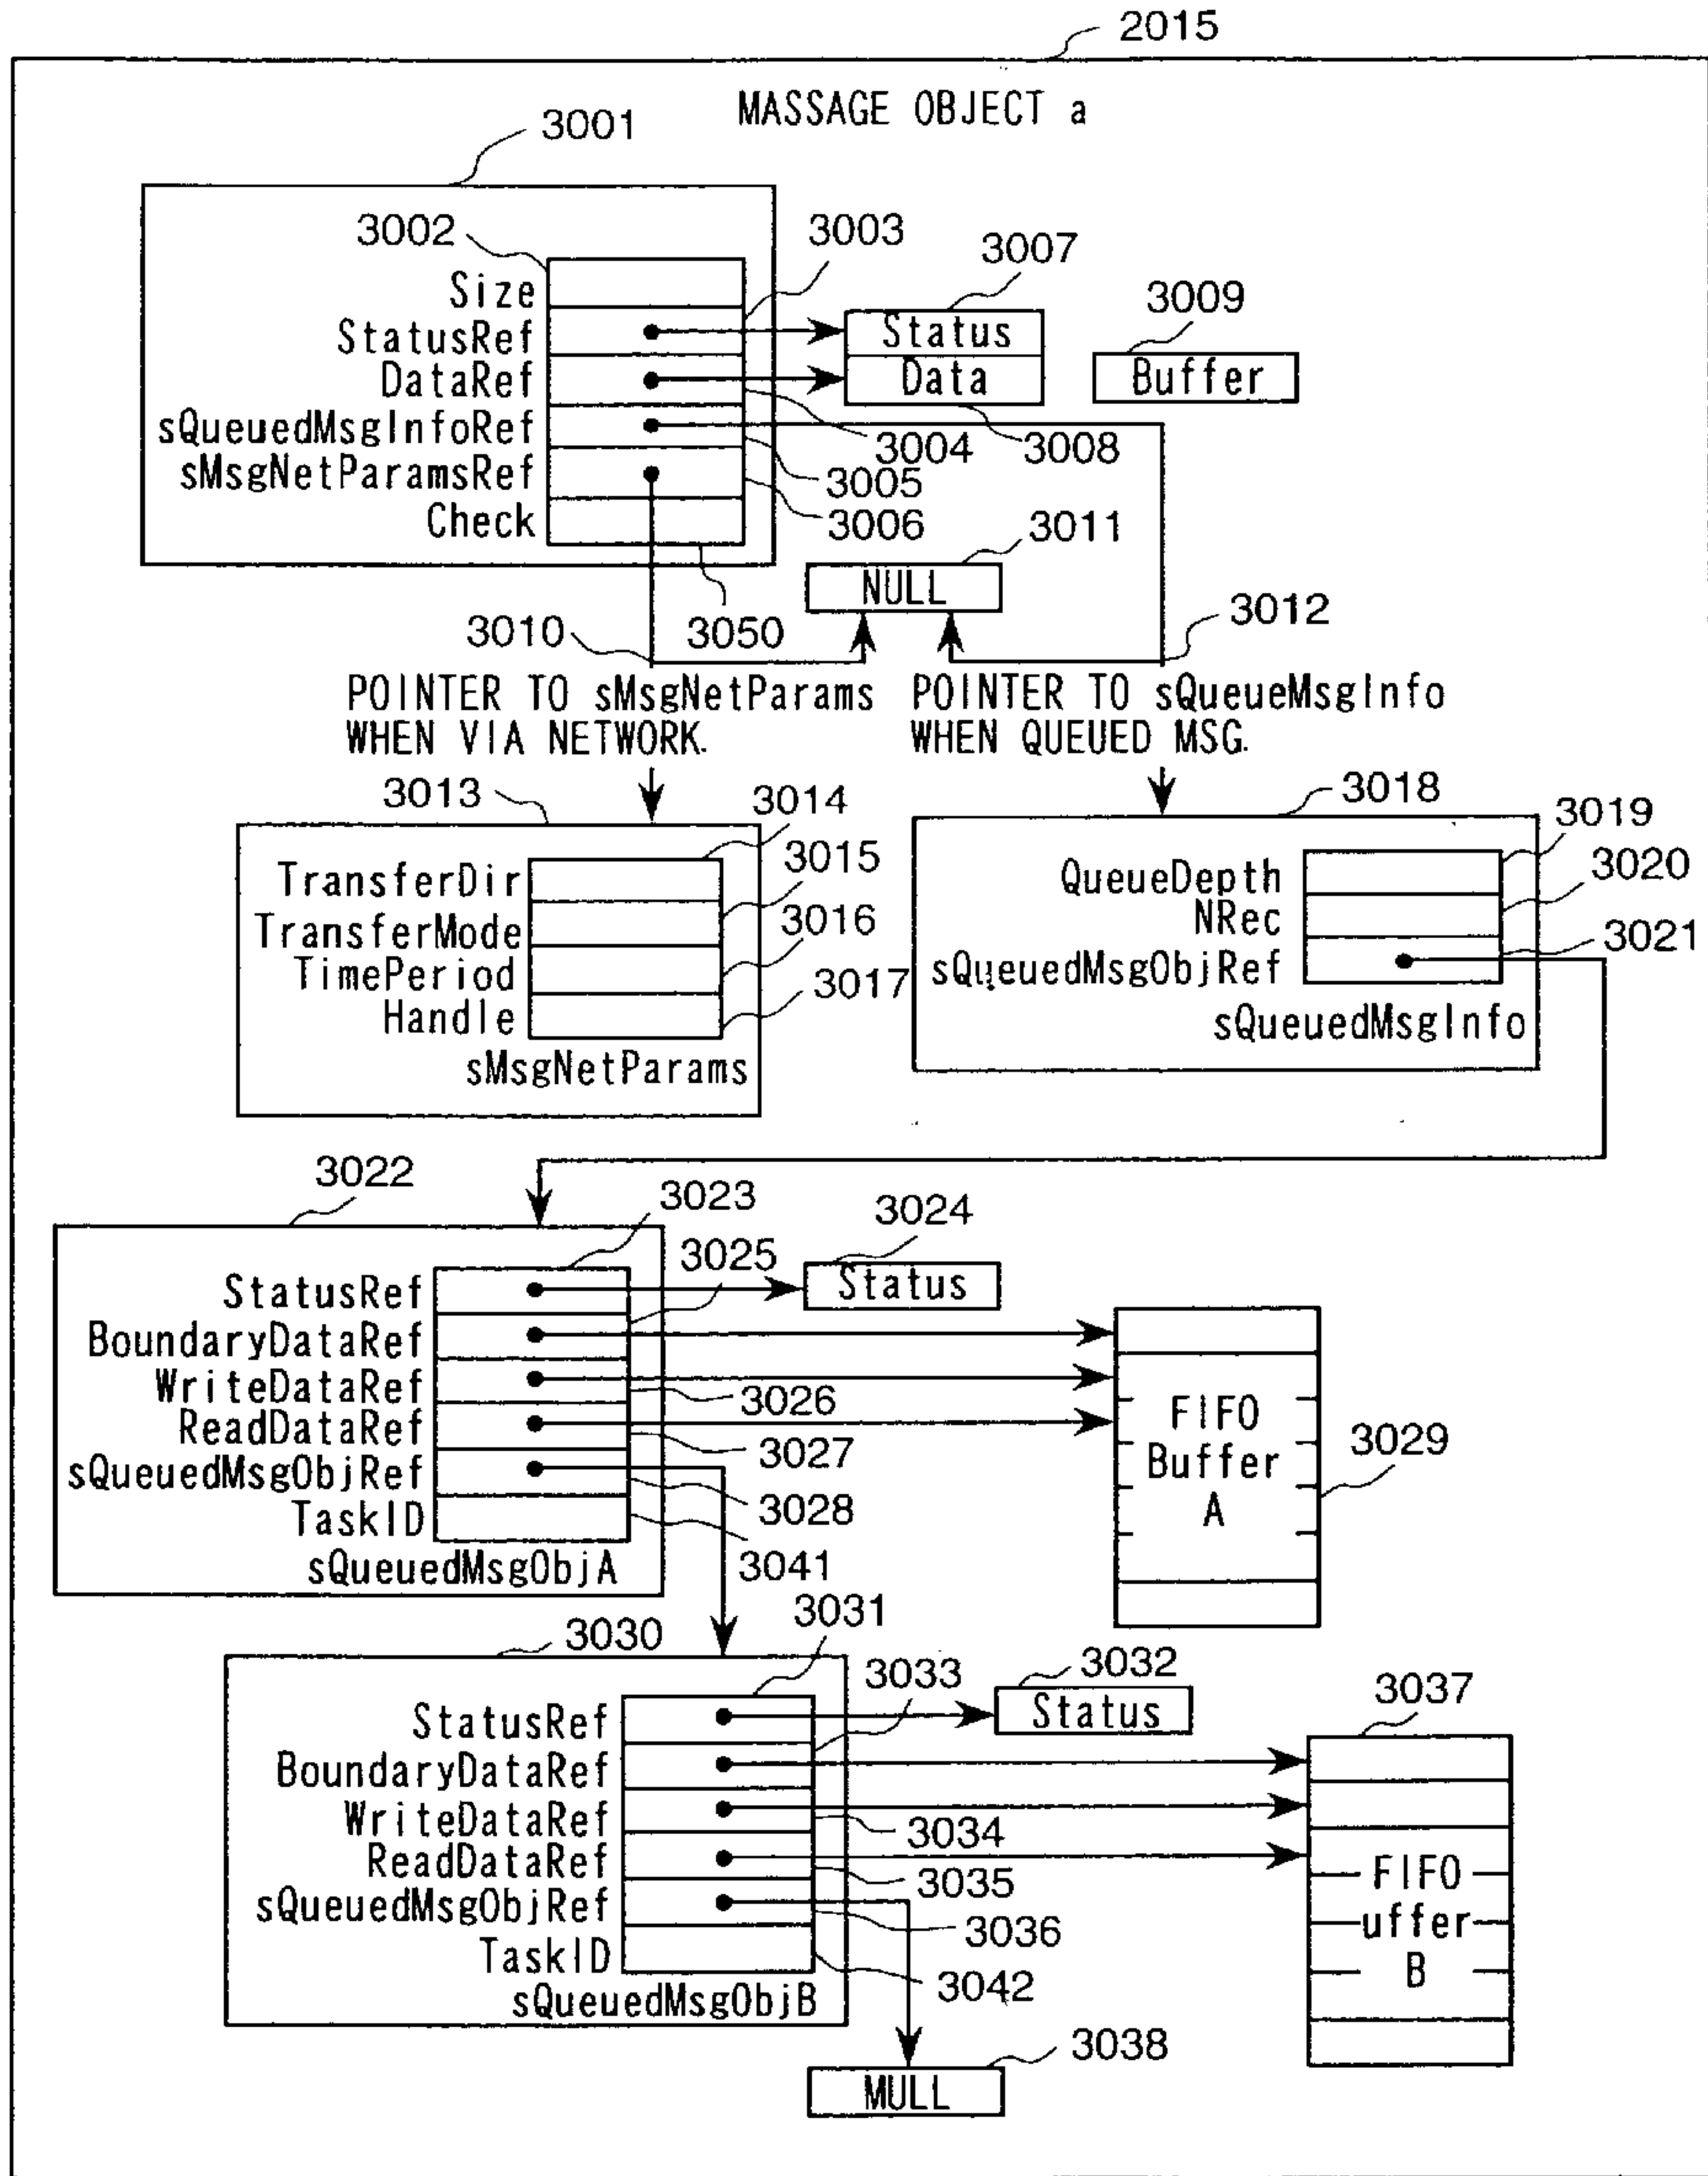 2015
MASSAGE OBJECT a
3001
3002
3003
3007
3009
Size
StatusRef
Status
DataRef
Data
Buffer
sQueuedMsgInfoRef
3004
3008
sMsgNetParamsRef
3005
Check
3006
3011
NULL
3010
3050
3012
POINTER TO sMsgNetParams
WHEN VIA NETWORK.
POINTER TO sQueueMsgInfo
WHEN QUEUED MSG.
3013
3014
3015
3016
3017
TransferDir
TransferMode
TimePeriod
Handle
sMsgNetParams
3018
3019
3020
3021
QueueDepth
NRec
sQueuedMsgObjRef
sQueuedMsgInfo
3022
3023
3024
3025
StatusRef
Status
BoundaryDataRef
WriteDataRef
3026
ReadDataRef
3027
sQueuedMsgObjRef
3028
TaskID
3041
sQueuedMsgObjA
FIFO
Buffer
A
3029
3030
3031
3032
3033
StatusRef
Status
3037
BoundaryDataRef
WriteDataRef
3034
ReadDataRef
3035
sQueuedMsgObjRef
3036
TaskID
3042
sQueuedMsgObjB
FIFO
uffer
B
3038
MULL